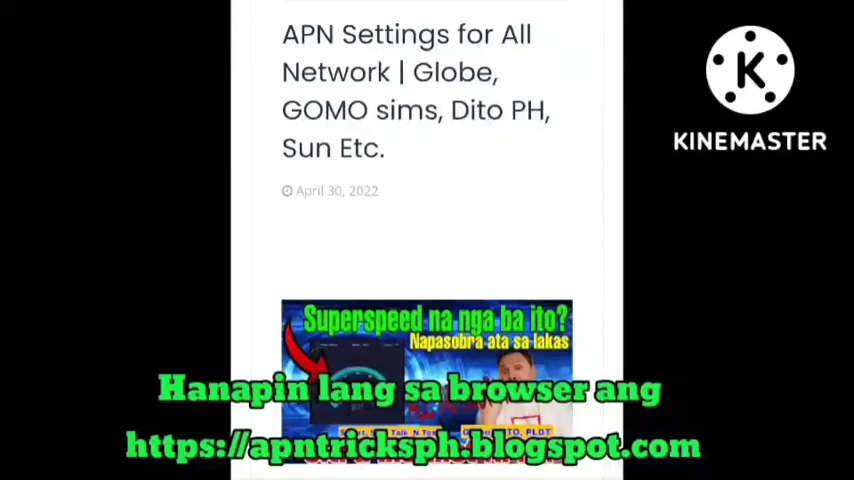 APN Settings for All
Network | Globe,
GOMO sims, Dito PH,
Sun Etc.
April 30, 2022
KINEMASTER
Superspeed na nga ba ito?
Napasobra ata sa lakas
Hanapin lang sa browser ang
https://apntricksph.blogspot.com